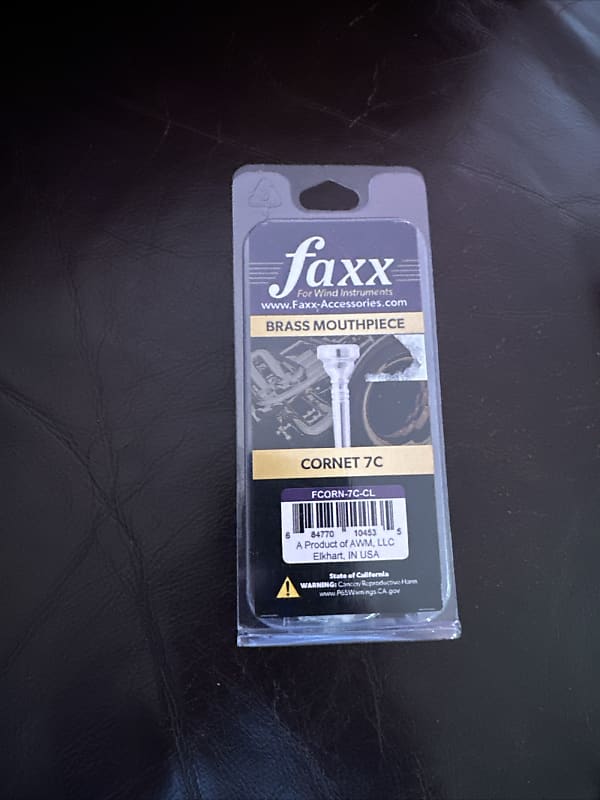 faxx
For Wind Instruments
www.Faxx-Accessories.com
BRASS MOUTHPIECE
CORNET 7C
FCORN-7C-CL
6 84770 10453 5
A Product of AWM, LLC
Elkhart, IN USA
State of California
WARNING: Cancer/Reproductive Harm
www.P65Warnings.CA.gov